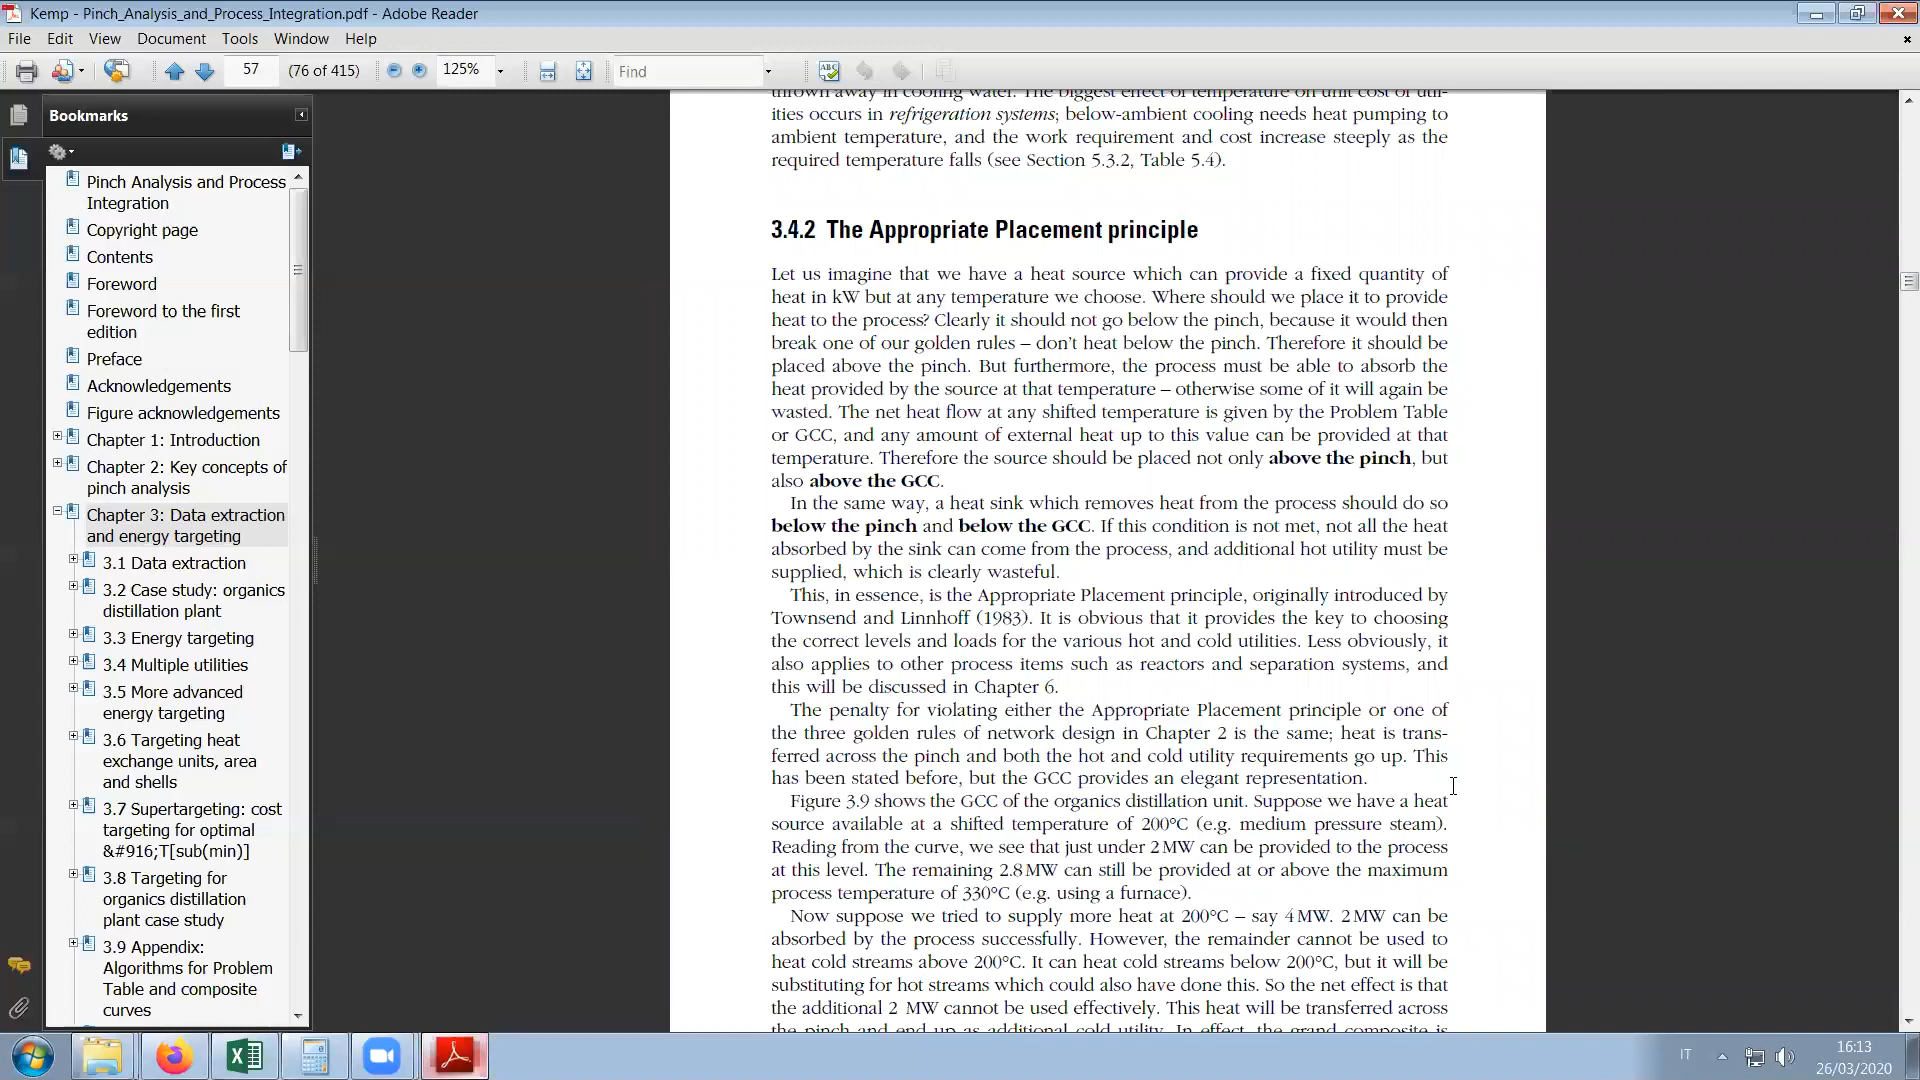 Kemp - Pinch_Analysis_and_Process_Integration.pdf - Adobe Reader
File Edit View Document Tools Window Help
57 (76 of 415) 125% Find
Bookmarks
Pinch Analysis and Process
Integration
Copyright page
Contents
Foreword
Foreword to the first
edition
Preface
Acknowledgements
Figure acknowledgements
Chapter 1: Introduction
Chapter 2: Key concepts of
pinch analysis
Chapter 3: Data extraction
and energy targeting
3.1 Data extraction
3.2 Case study: organics
distillation plant
3.3 Energy targeting
3.4 Multiple utilities
3.5 More advanced
energy targeting
3.6 Targeting heat
exchange units, area
and shells
3.7 Supertargeting: cost
targeting for optimal
&#916;T[sub(min)]
3.8 Targeting for
organics distillation
plant case study
3.9 Appendix:
Algorithms for Problem
Table and composite
curves
thrown away in cooling water. The biggest effect of temperature on unit cost of util-
ities occurs in refrigeration systems; below-ambient cooling needs heat pumping to
ambient temperature, and the work requirement and cost increase steeply as the
required temperature falls (see Section 5.3.2, Table 5.4).
3.4.2 The Appropriate Placement principle
Let us imagine that we have a heat source which can provide a fixed quantity of
heat in kW but at any temperature we choose. Where should we place it to provide
heat to the process? Clearly it should not go below the pinch, because it would then
break one of our golden rules – don't heat below the pinch. Therefore it should be
placed above the pinch. But furthermore, the process must be able to absorb the
heat provided by the source at that temperature – otherwise some of it will again be
wasted. The net heat flow at any shifted temperature is given by the Problem Table
or GCC, and any amount of external heat up to this value can be provided at that
temperature. Therefore the source should be placed not only above the pinch, but
also above the GCC.
In the same way, a heat sink which removes heat from the process should do so
below the pinch and below the GCC. If this condition is not met, not all the heat
absorbed by the sink can come from the process, and additional hot utility must be
supplied, which is clearly wasteful.
This, in essence, is the Appropriate Placement principle, originally introduced by
Townsend and Linnhoff (1983). It is obvious that it provides the key to choosing
the correct levels and loads for the various hot and cold utilities. Less obviously, it
also applies to other process items such as reactors and separation systems, and
this will be discussed in Chapter 6.
The penalty for violating either the Appropriate Placement principle or one of
the three golden rules of network design in Chapter 2 is the same; heat is trans-
ferred across the pinch and both the hot and cold utility requirements go up. This
has been stated before, but the GCC provides an elegant representation.
Figure 3.9 shows the GCC of the organics distillation unit. Suppose we have a heat
source available at a shifted temperature of 200°C (e.g. medium pressure steam).
Reading from the curve, we see that just under 2 MW can be provided to the process
at this level. The remaining 2.8 MW can still be provided at or above the maximum
process temperature of 330°C (e.g. using a furnace).
Now suppose we tried to supply more heat at 200°C – say 4 MW. 2 MW can be
absorbed by the process successfully. However, the remainder cannot be used to
heat cold streams above 200°C. It can heat cold streams below 200°C, but it will be
substituting for hot streams which could also have done this. So the net effect is that
the additional 2 MW cannot be used effectively. This heat will be transferred across
the pinch and end up as additional cold utility. In effect, the grand composite is
IT
16:13
26/03/2020